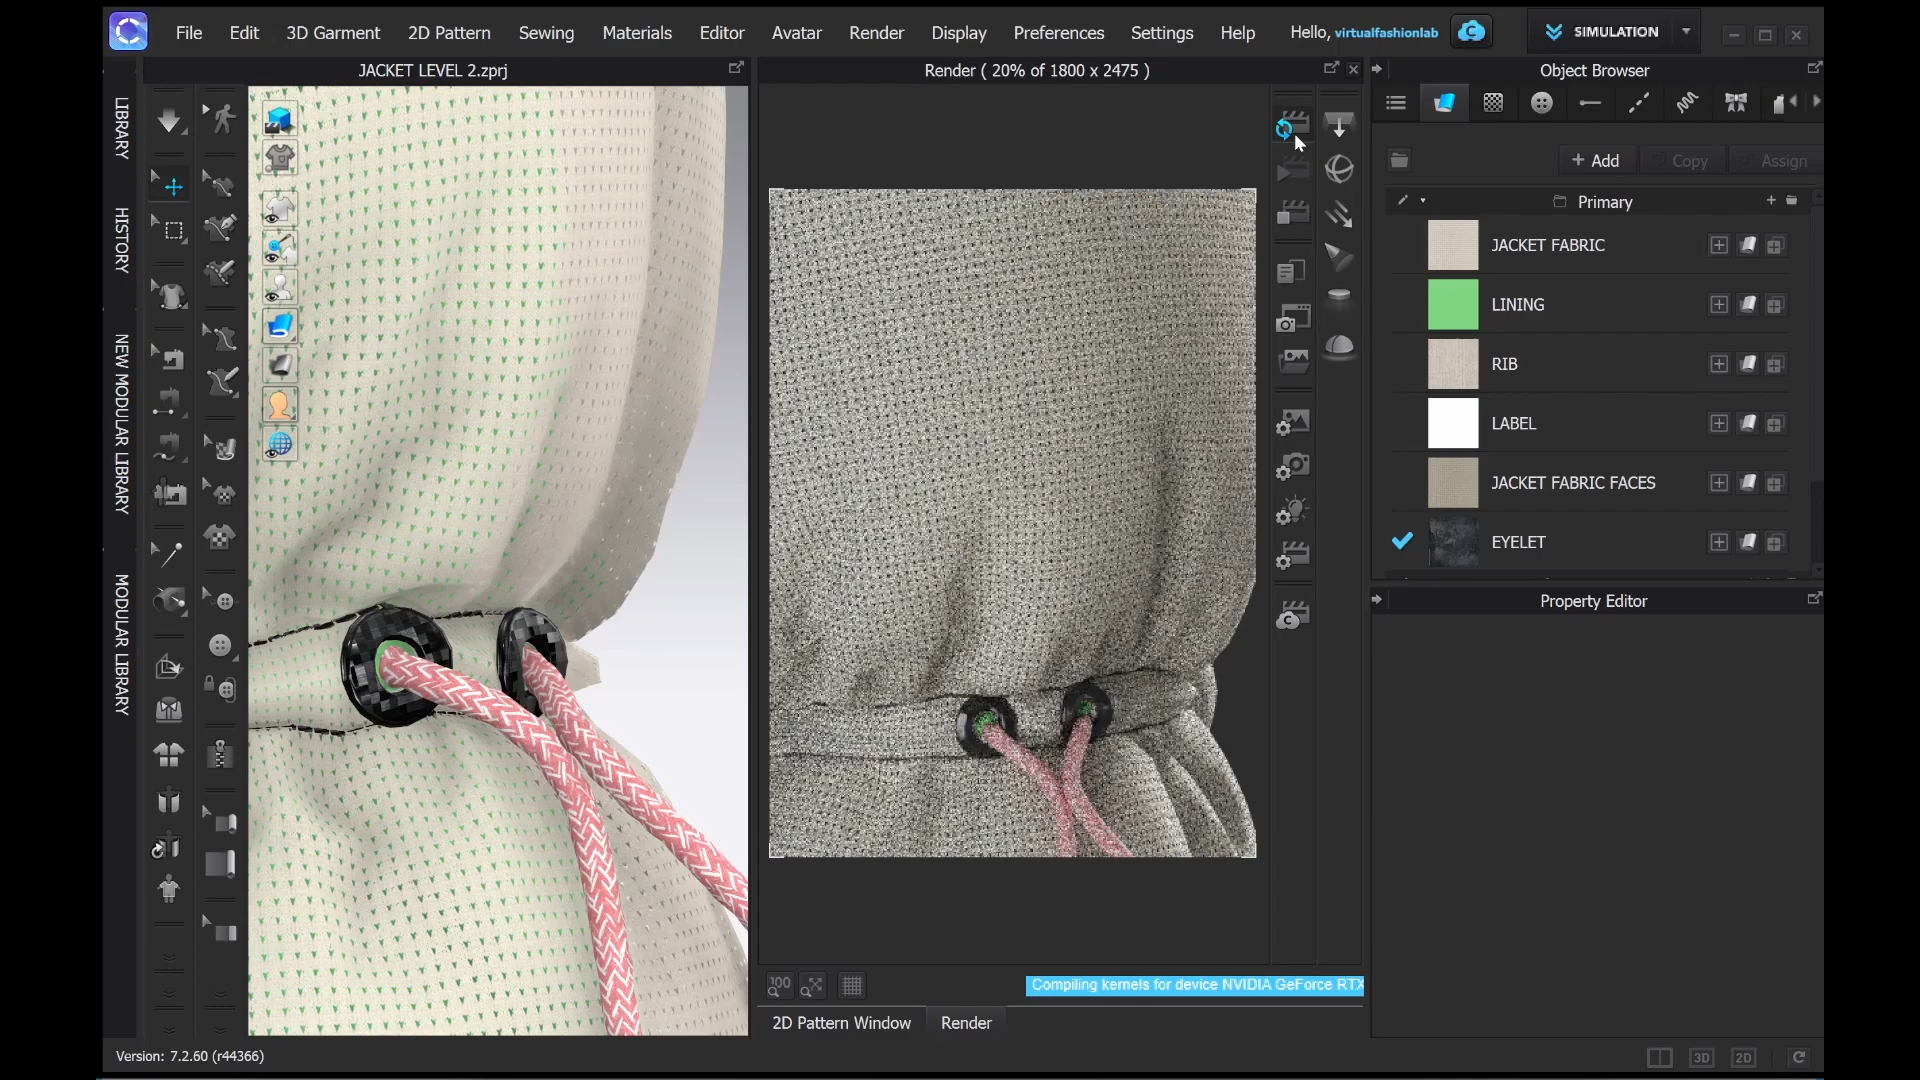 File Edit 3D Garment 2D Pattern Sewing Materials Editor Avatar Render Display Preferences Settings Help Hello, virtualfashionlab SIMULATION
JACKET LEVEL 2.zprj
Render ( 20% of 1800 x 2475 )
Object Browser
LIBRARY
HISTORY
NEW MODULAR LIBRARY
MODULAR LIBRARY
+ Add Copy Assign
Primary
JACKET FABRIC
LINING
RIB
LABEL
JACKET FABRIC FACES
EYELET
Property Editor
100
Compiling kernels for device NVIDIA GeForce RTX
2D Pattern Window Render
Version: 7.2.60 (r44366)
3D 2D